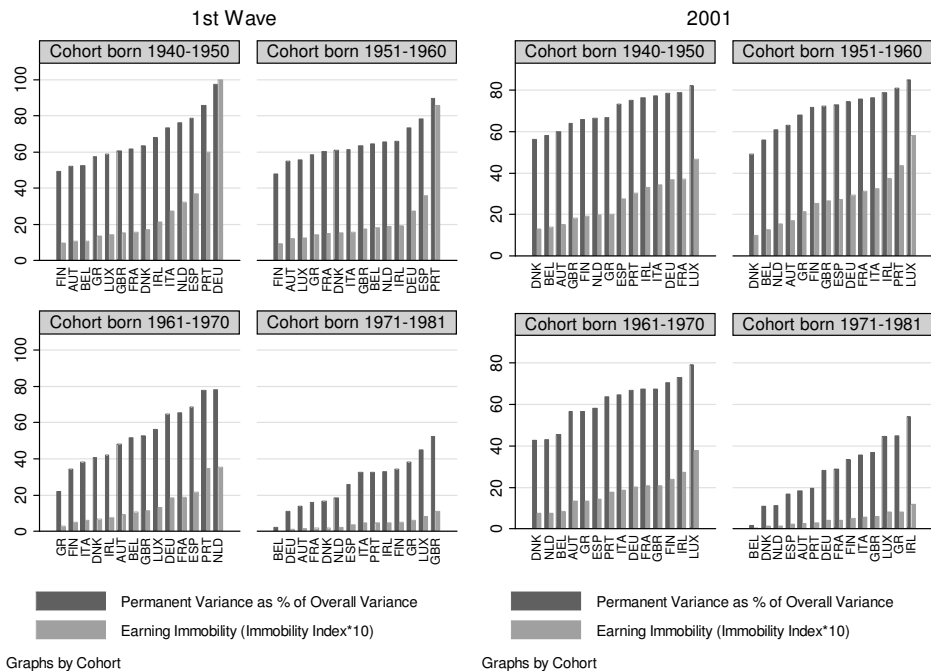 1st Wave
Cohort born 1940-1950
Cohort born 1951-1960
100
80
60
40
20
0
FIN AUT BEL GR LUX GBR FRA DNK IRL ITA NLD ESP PRT DEU
FIN AUT LUX GR FRA DNK ITA GBR BEL NLD IRL DEU ESP PRT
Cohort born 1961-1970
Cohort born 1971-1981
100
80
60
40
20
0
GR FIN ITA DNK IRL AUT BEL GBR LUX DEU FRA ESP PRT NLD
BEL DEU AUT FRA DNK NLD ESP ITA PRT IRL FIN GR LUX GBR
Permanent Variance as % of Overall Variance
Earning Immobility (Immobility Index*10)
Graphs by Cohort
2001
Cohort born 1940-1950
Cohort born 1951-1960
80
60
40
20
0
DNK BEL AUT GBR FIN NLD GR ESP PRT IRL ITA DEU FRA LUX
DNK BEL NLD AUT GR FIN GBR ESP DEU FRA ITA IRL PRT LUX
Cohort born 1961-1970
Cohort born 1971-1981
80
60
40
20
0
DNK NLD BEL AUT GR ESP PRT ITA DEU FRA GBR FIN IRL LUX
BEL DNK NLD ESP AUT PRT DEU FRA FIN ITA GBR LUX GR IRL
Permanent Variance as % of Overall Variance
Earning Immobility (Immobility Index*10)
Graphs by Cohort